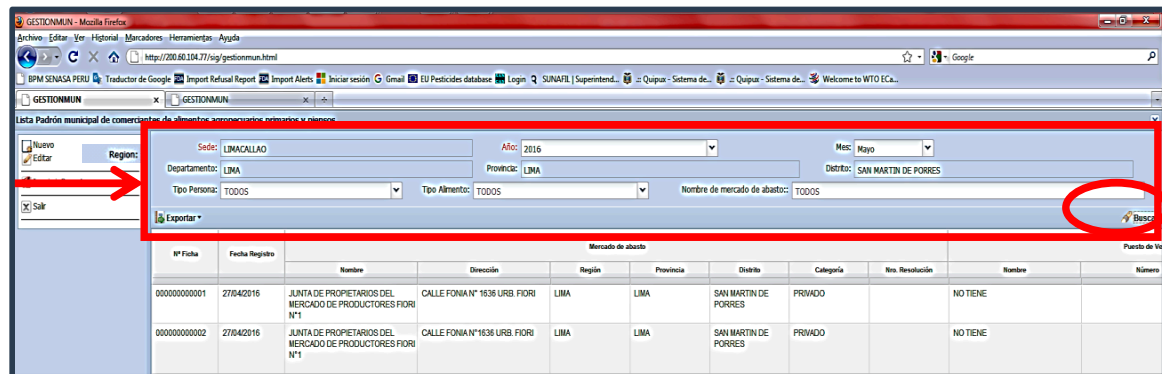 GESTIONMUN - Mozilla Firefox
Archivo Editar Ver Historial Marcadores Herramientas Ayuda
http://200.60.104.77/sig/gestionmun.html Google
BPM SENASA PERU Traductor de Google Import Refusal Report Import Alerts Iniciar sesión Gmail EU Pesticides database Login SUNAFIL | Superintend... .:: Quipux - Sistema de... .:: Quipux - Sistema de... Welcome to WTO ECa...
GESTIONMUN x GESTIONMUN x
Lista Padrón municipal de comerciantes de alimentos agropecuarios primarios y piensos
Nuevo
Editar
Region:
Salir
Sede: LIMACALLAO Año: 2016 Mes: Mayo
Departamento: LIMA Provincia: LIMA Distrito: SAN MARTIN DE PORRES
Tipo Persona: TODOS Tipo Alimento: TODOS Nombre de mercado de abasto:: TODOS
Exportar Busca
Nº Ficha Fecha Registro Mercado de abasto Puesto de Ve
Nombre Dirección Región Provincia Distrito Categoría Nro. Resolución Nombre Número
000000000001 27/04/2016 JUNTA DE PROPIETARIOS DEL CALLE FONIA N° 1636 URB. FIORI LIMA LIMA SAN MARTIN DE PRIVADO NO TIENE
MERCADO DE PRODUCTORES FIORI PORRES
N°1
000000000002 27/04/2016 JUNTA DE PROPIETARIOS DEL CALLE FONIA N°1636 URB. FIORI LIMA LIMA SAN MARTIN DE PRIVADO NO TIENE
MERCADO DE PRODUCTORES FIORI PORRES
N°1